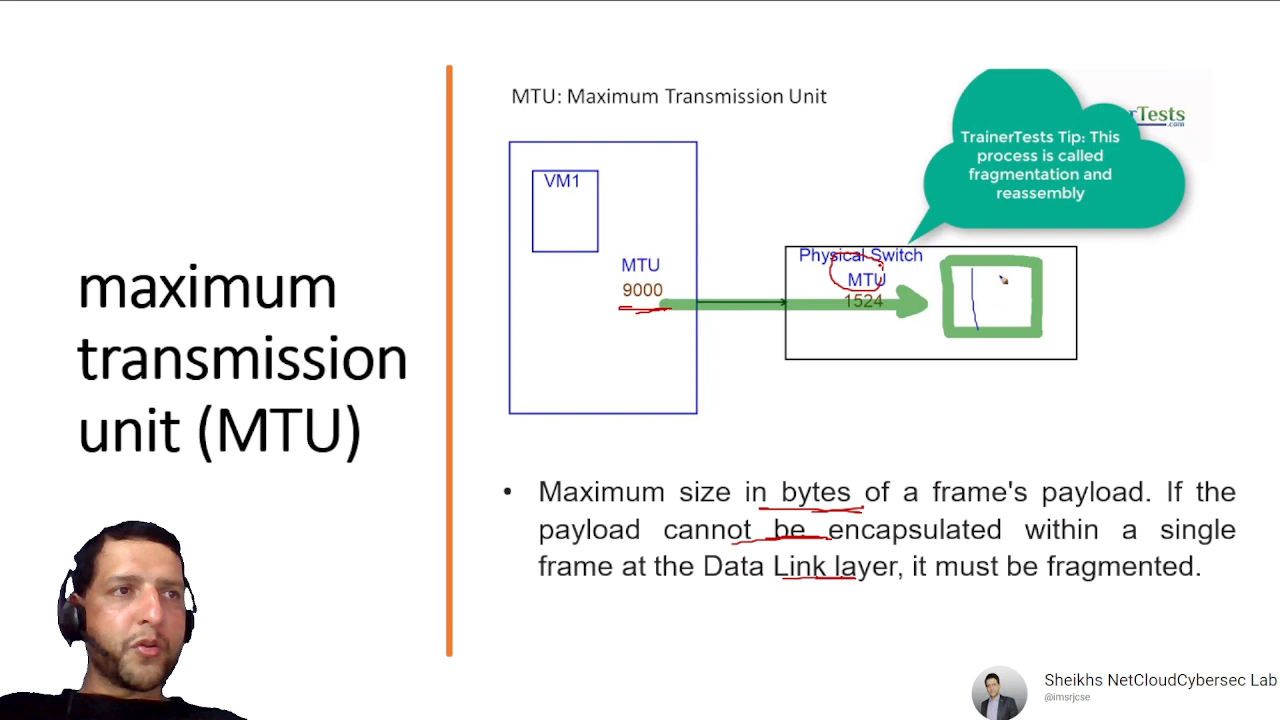 maximum
transmission
unit (MTU)
MTU: Maximum Transmission Unit
rTests
.com
TrainerTests Tip: This
process is called
fragmentation and
reassembly
VM1
MTU
9000
Physical Switch
MTU
1524
• Maximum size in bytes of a frame's payload. If the
payload cannot be encapsulated within a single
frame at the Data Link layer, it must be fragmented.
Sheikhs NetCloudCybersec Lab
@imsrjcse